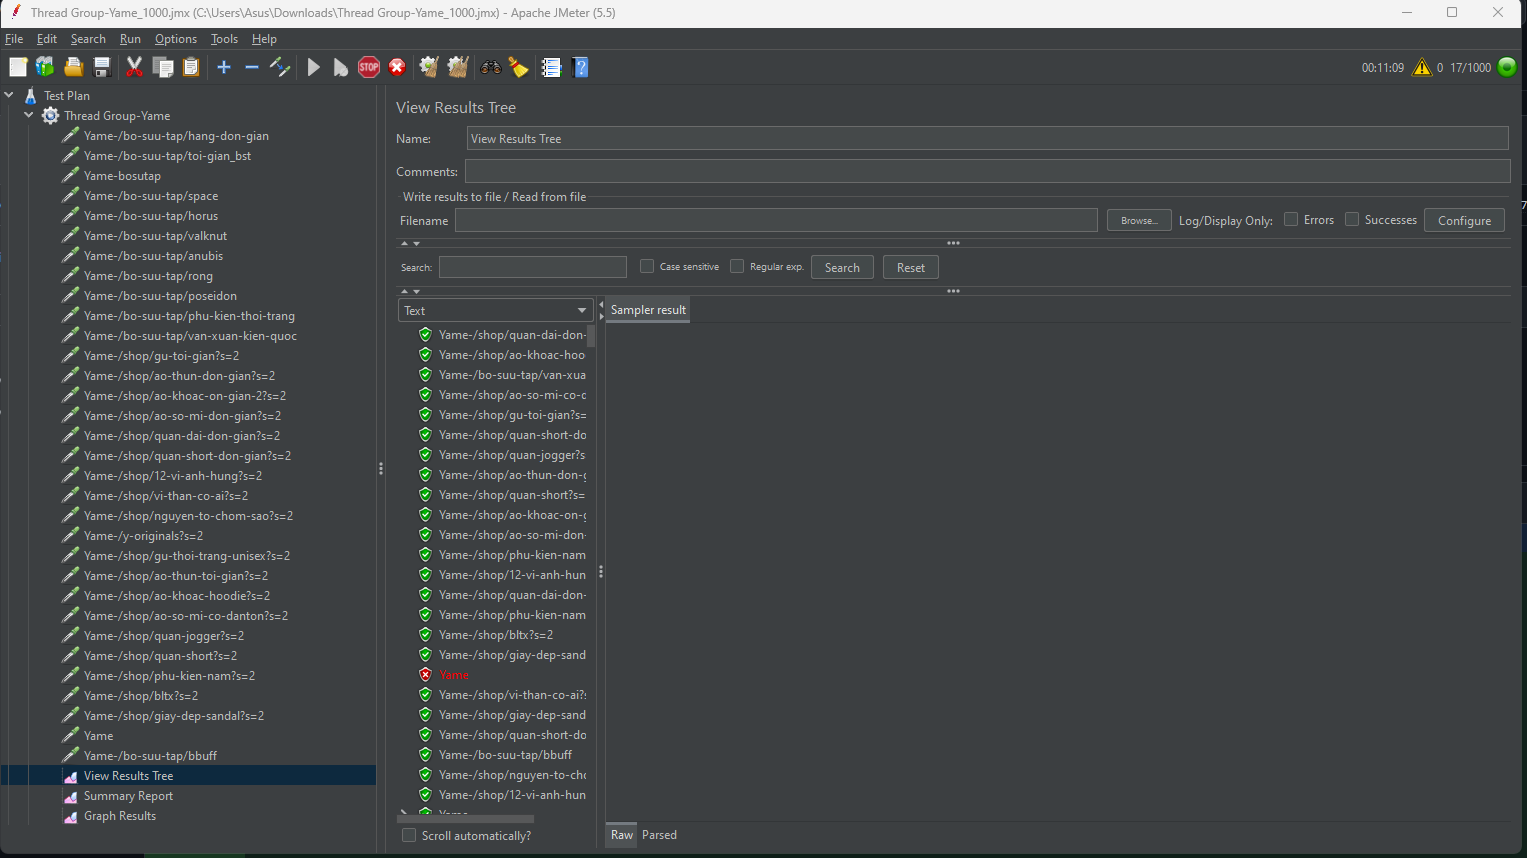 Thread Group-Yame_1000.jmx (C:\Users\Asus\Downloads\Thread Group-Yame_1000.jmx) - Apache JMeter (5.5)
File Edit Search Run Options Tools Help
STOP
00:11:09 0 17/1000
Test Plan
Thread Group-Yame
Yame-/bo-suu-tap/hang-don-gian
Yame-/bo-suu-tap/toi-gian_bst
Yame-bosutap
Yame-/bo-suu-tap/space
Yame-/bo-suu-tap/horus
Yame-/bo-suu-tap/valknut
Yame-/bo-suu-tap/anubis
Yame-/bo-suu-tap/rong
Yame-/bo-suu-tap/poseidon
Yame-/bo-suu-tap/phu-kien-thoi-trang
Yame-/bo-suu-tap/van-xuan-kien-quoc
Yame-/shop/gu-toi-gian?s=2
Yame-/shop/ao-thun-don-gian?s=2
Yame-/shop/ao-khoac-on-gian-2?s=2
Yame-/shop/ao-so-mi-don-gian?s=2
Yame-/shop/quan-dai-don-gian?s=2
Yame-/shop/quan-short-don-gian?s=2
Yame-/shop/12-vi-anh-hung?s=2
Yame-/shop/vi-than-co-ai?s=2
Yame-/shop/nguyen-to-chom-sao?s=2
Yame-/y-originals?s=2
Yame-/shop/gu-thoi-trang-unisex?s=2
Yame-/shop/ao-thun-toi-gian?s=2
Yame-/shop/ao-khoac-hoodie?s=2
Yame-/shop/ao-so-mi-co-danton?s=2
Yame-/shop/quan-jogger?s=2
Yame-/shop/quan-short?s=2
Yame-/shop/phu-kien-nam?s=2
Yame-/shop/bltx?s=2
Yame-/shop/giay-dep-sandal?s=2
Yame
Yame-/bo-suu-tap/bbuff
View Results Tree
Summary Report
Graph Results
View Results Tree
Name: View Results Tree
Comments:
Write results to file / Read from file
Filename Browse... Log/Display Only: Errors Successes Configure
Search: Case sensitive Regular exp. Search Reset
Text
Sampler result
Yame-/shop/quan-dai-don-
Yame-/shop/ao-khoac-hoo
Yame-/bo-suu-tap/van-xua
Yame-/shop/ao-so-mi-co-d
Yame-/shop/gu-toi-gian?s=
Yame-/shop/quan-short-do
Yame-/shop/quan-jogger?s
Yame-/shop/ao-thun-don-g
Yame-/shop/quan-short?s=
Yame-/shop/ao-khoac-on-g
Yame-/shop/ao-so-mi-don-
Yame-/shop/phu-kien-nam
Yame-/shop/12-vi-anh-hun
Yame-/shop/quan-dai-don-
Yame-/shop/phu-kien-nam
Yame-/shop/bltx?s=2
Yame-/shop/giay-dep-sand
Yame
Yame-/shop/vi-than-co-ai?s
Yame-/shop/giay-dep-sand
Yame-/shop/quan-short-do
Yame-/bo-suu-tap/bbuff
Yame-/shop/nguyen-to-cho
Yame-/shop/12-vi-anh-hun
Yame
Scroll automatically?
Raw Parsed